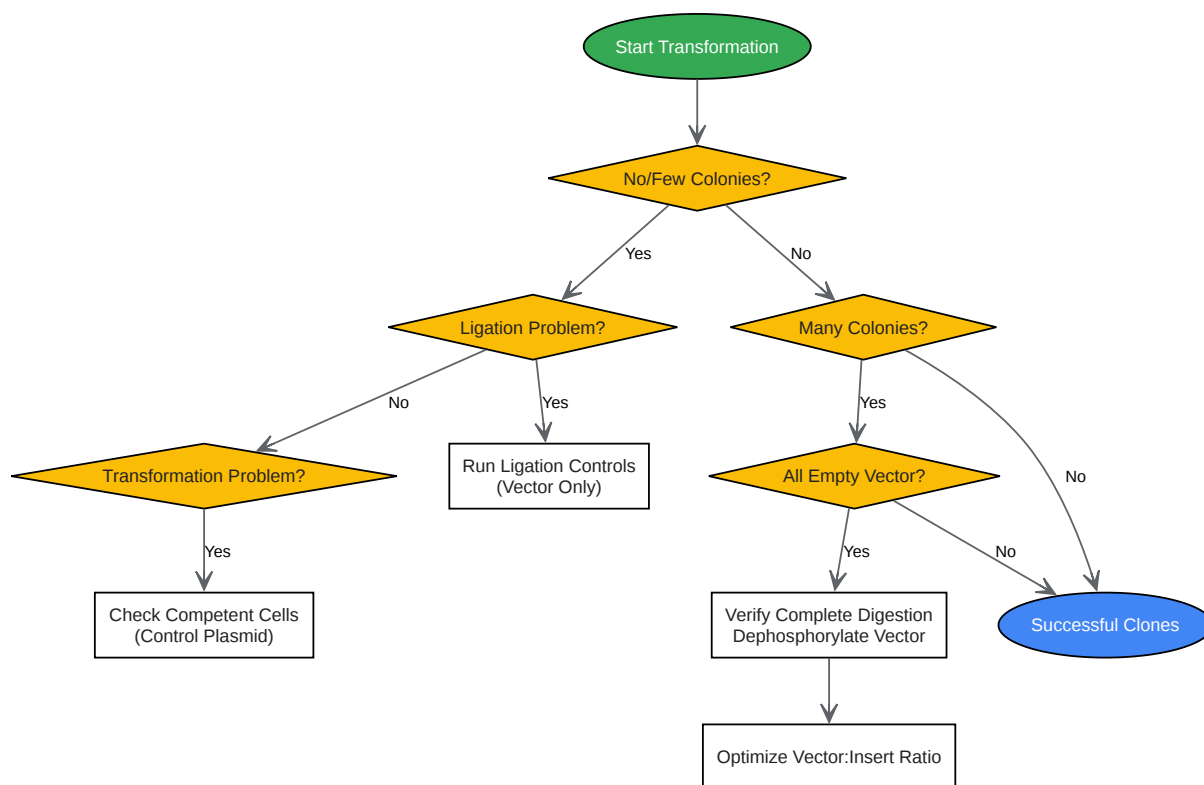 Start Transformation
No/Few Colonies?
Yes
No
Ligation Problem?
Many Colonies?
No
Yes
Yes
No
Transformation Problem?
Run Ligation Controls
(Vector Only)
All Empty Vector?
Yes
Yes
No
Check Competent Cells
(Control Plasmid)
Verify Complete Digestion
Dephosphorylate Vector
Successful Clones
Optimize Vector:Insert Ratio